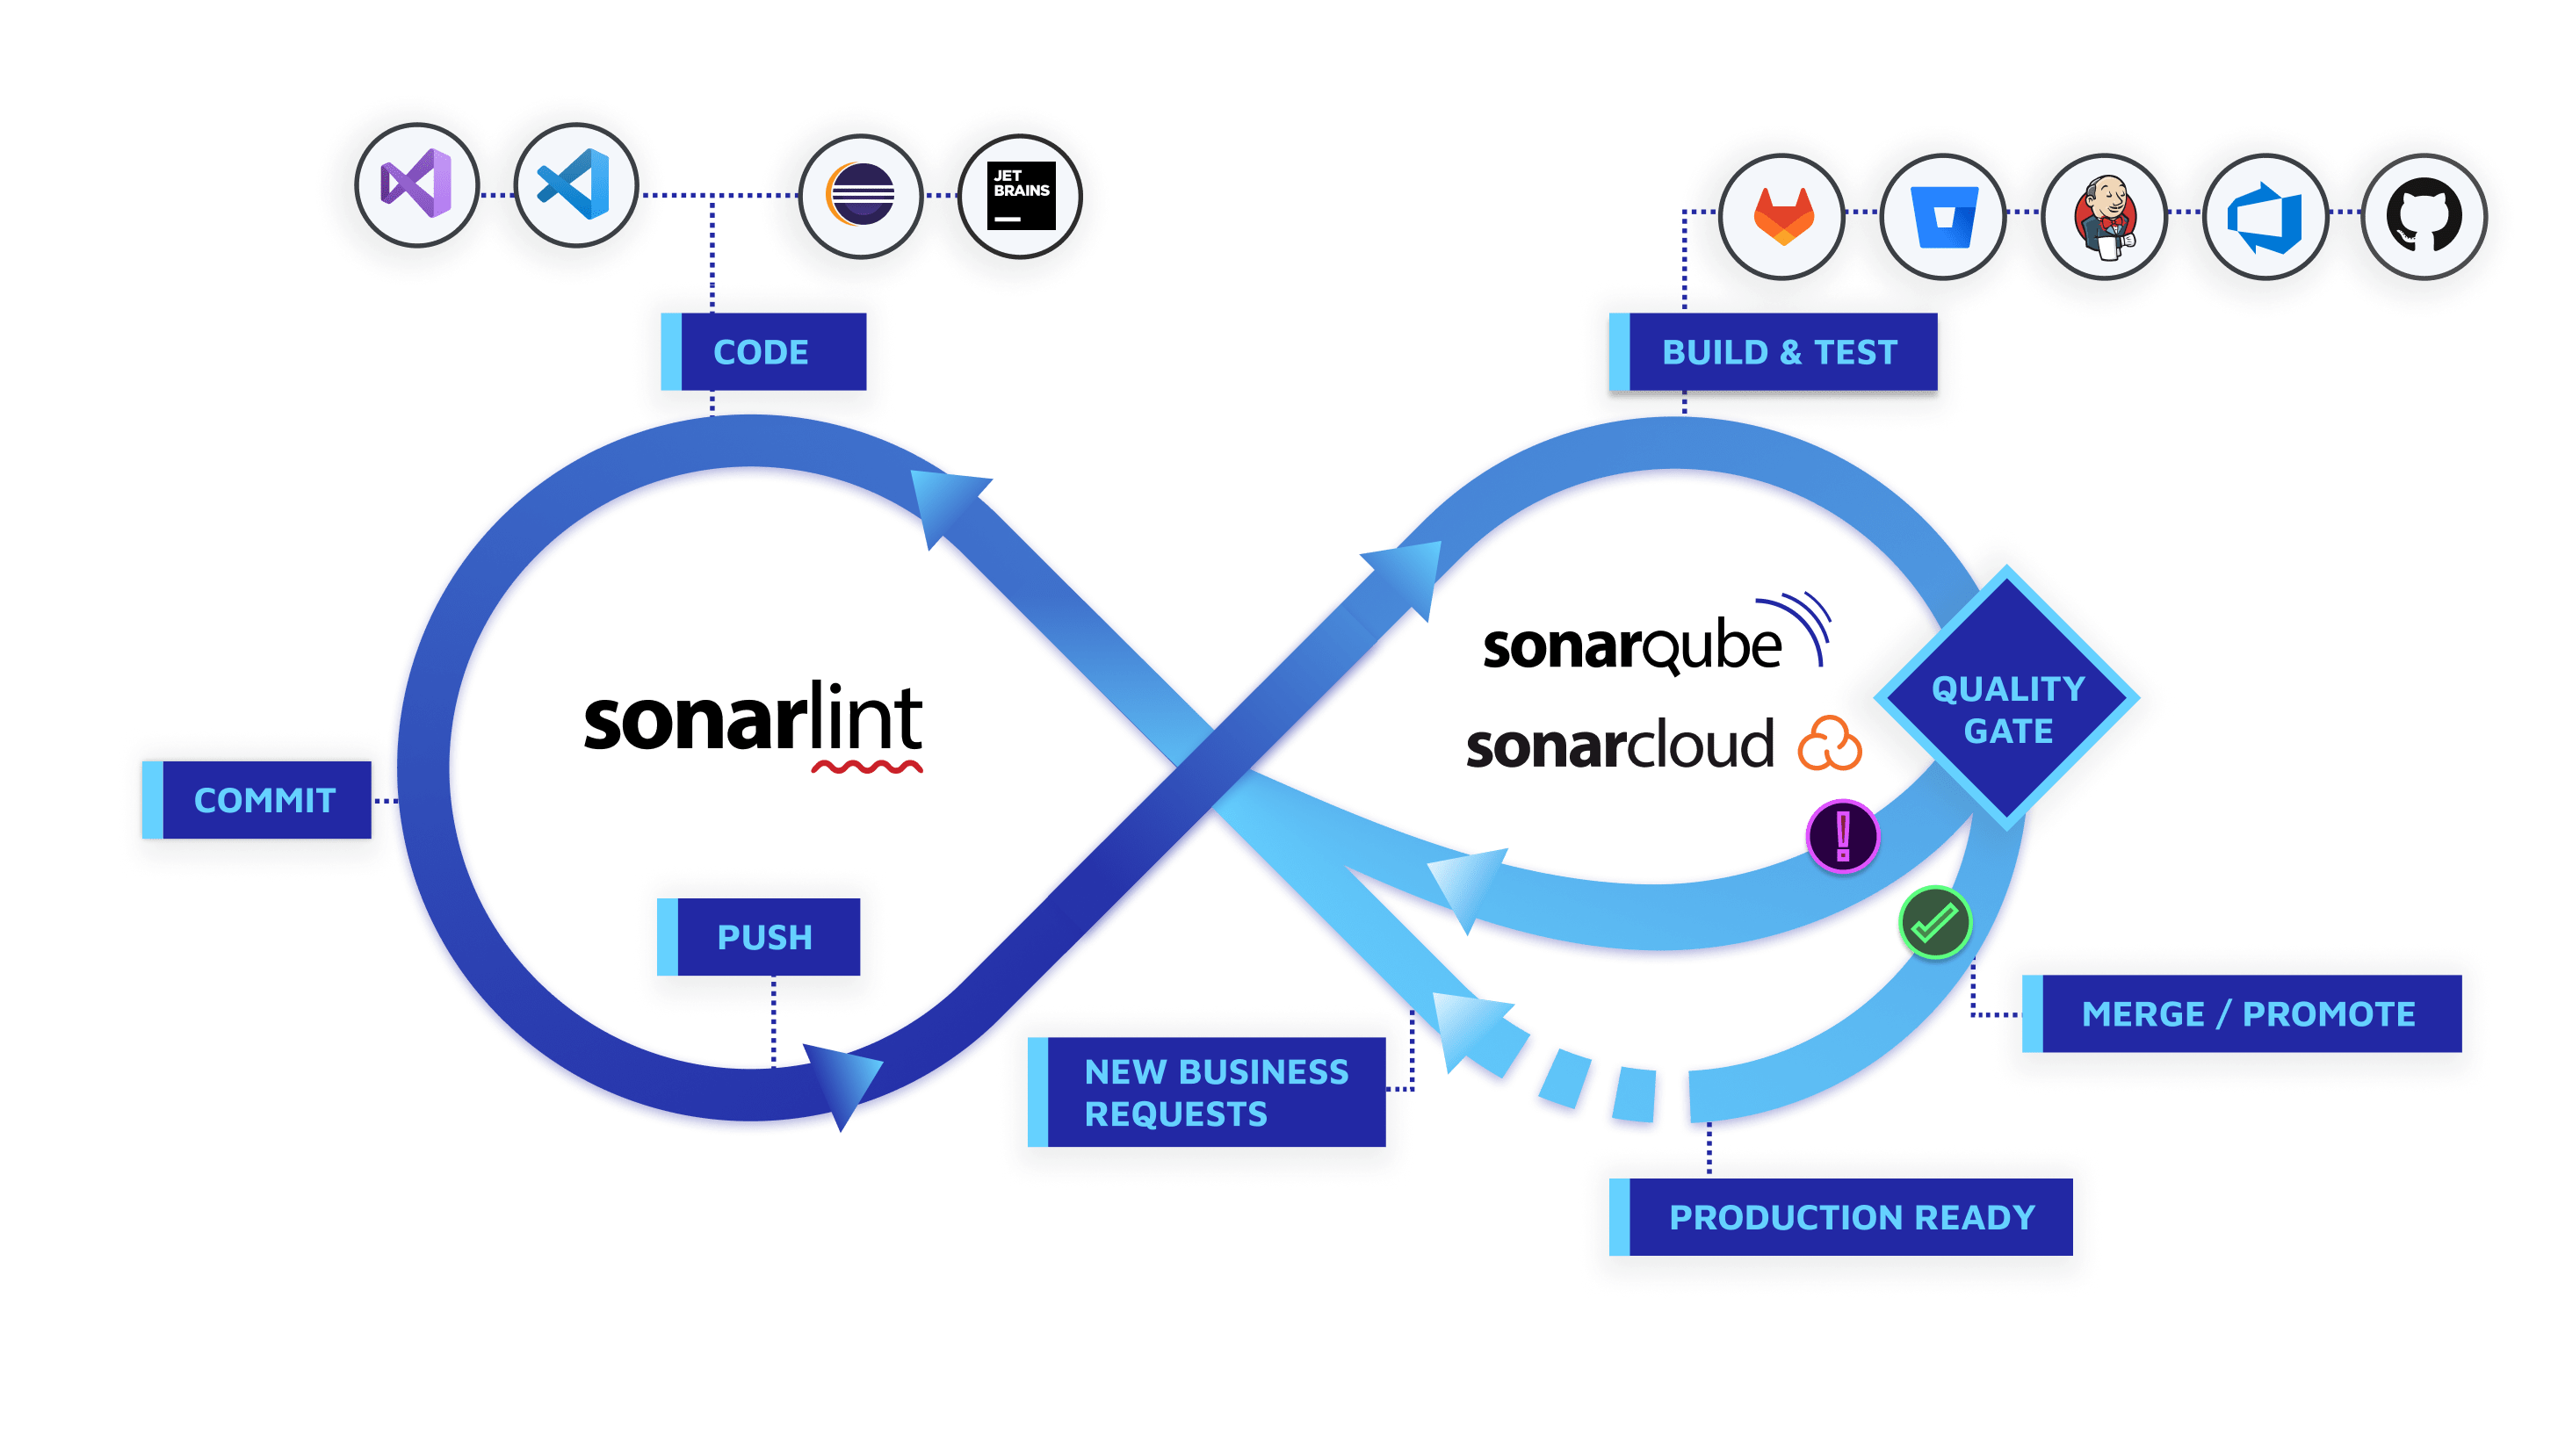 JET
BRAINS
CODE
BUILD & TEST
sonarqube
QUALITY
GATE
sonarlint
sonarcloud
COMMIT
PUSH
MERGE / PROMOTE
NEW BUSINESS
REQUESTS
PRODUCTION READY